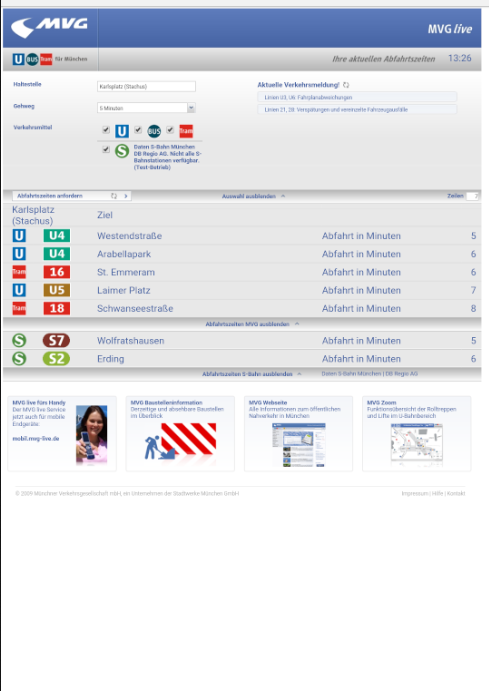 MVG
MVG live
U BUS Tram für München
Ihre aktuellen Abfahrtszeiten 13:26
Haltestelle
Karlsplatz (Stachus)
Gehweg
5 Minuten
Verkehrsmittel
U BUS Tram
S Daten S-Bahn München,
DB Regio AG. Nicht alle S-
Bahnstationen verfügbar.
(Test-Betrieb)
Aktuelle Verkehrsmeldung!
Linien U3, U6: Fahrplanabweichungen
Linien 21, 28: Verspätungen und vereinzelte Fahrzeugausfälle
Abfahrtszeiten anfordern
Auswahl ausblenden
Zeilen
Karlsplatz
(Stachus)
Ziel
U U4 Westendstraße Abfahrt in Minuten 5
U U4 Arabellapark Abfahrt in Minuten 6
Tram 16 St. Emmeram Abfahrt in Minuten 6
U U5 Laimer Platz Abfahrt in Minuten 7
Tram 18 Schwanseestraße Abfahrt in Minuten 8
Abfahrtszeiten MVG ausblenden
S S7 Wolfratshausen Abfahrt in Minuten 5
S S2 Erding Abfahrt in Minuten 6
Abfahrtszeiten S-Bahn ausblenden
Daten S-Bahn München | DB Regio AG
MVG live fürs Handy
Der MVG live Service
jetzt auch für mobile
Endgeräte:
mobil.mvg-live.de
MVG Baustelleninformation
Derzeitige und absehbare Baustellen
im Überblick
MVG Webseite
Alle Informationen zum öffentlichen
Nahverkehr in München
MVG Zoom
Funktionsübersicht der Rolltreppen
und Lifte im U-Bahnbereich
© 2009 Münchner Verkehrsgesellschaft mbH, ein Unternehmen der Stadtwerke München GmbH
Impressum | Hilfe | Kontakt